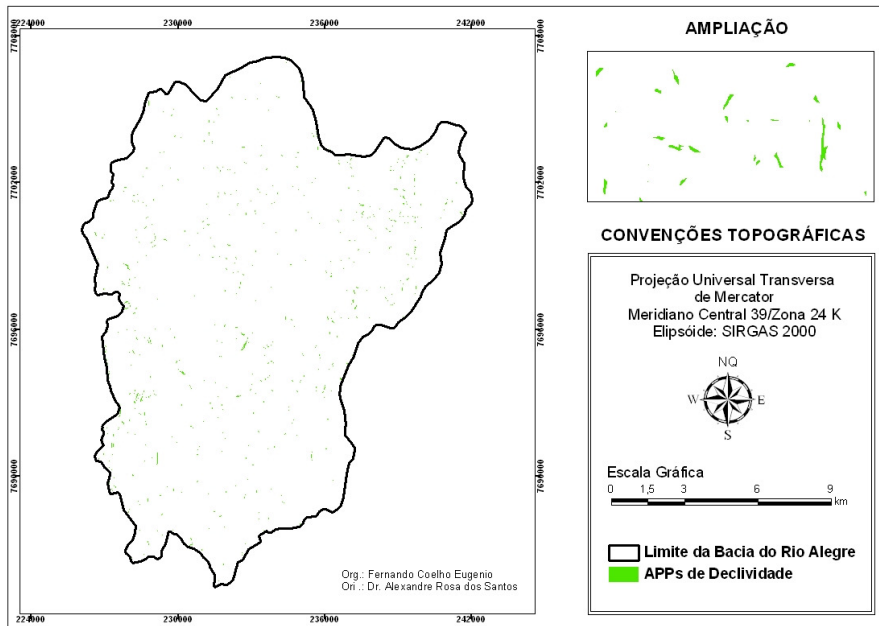 224000 230000 236000 242000
7708000 7708000
7702000 7702000
7696000 7696000
7690000 7690000
Org.: Fernando Coelho Eugenio
Ori .: Dr. Alexandre Rosa dos Santos
224000 230000 236000 242000
AMPLIAÇÃO
CONVENÇÕES TOPOGRÁFICAS
Projeção Universal Transversa
de Mercator
Meridiano Central 39/Zona 24 K
Elipsóide: SIRGAS 2000
NQ
W E
S
Escala Gráfica
0 1,5 3 6 9
km
Limite da Bacia do Rio Alegre
APPs de Declividade